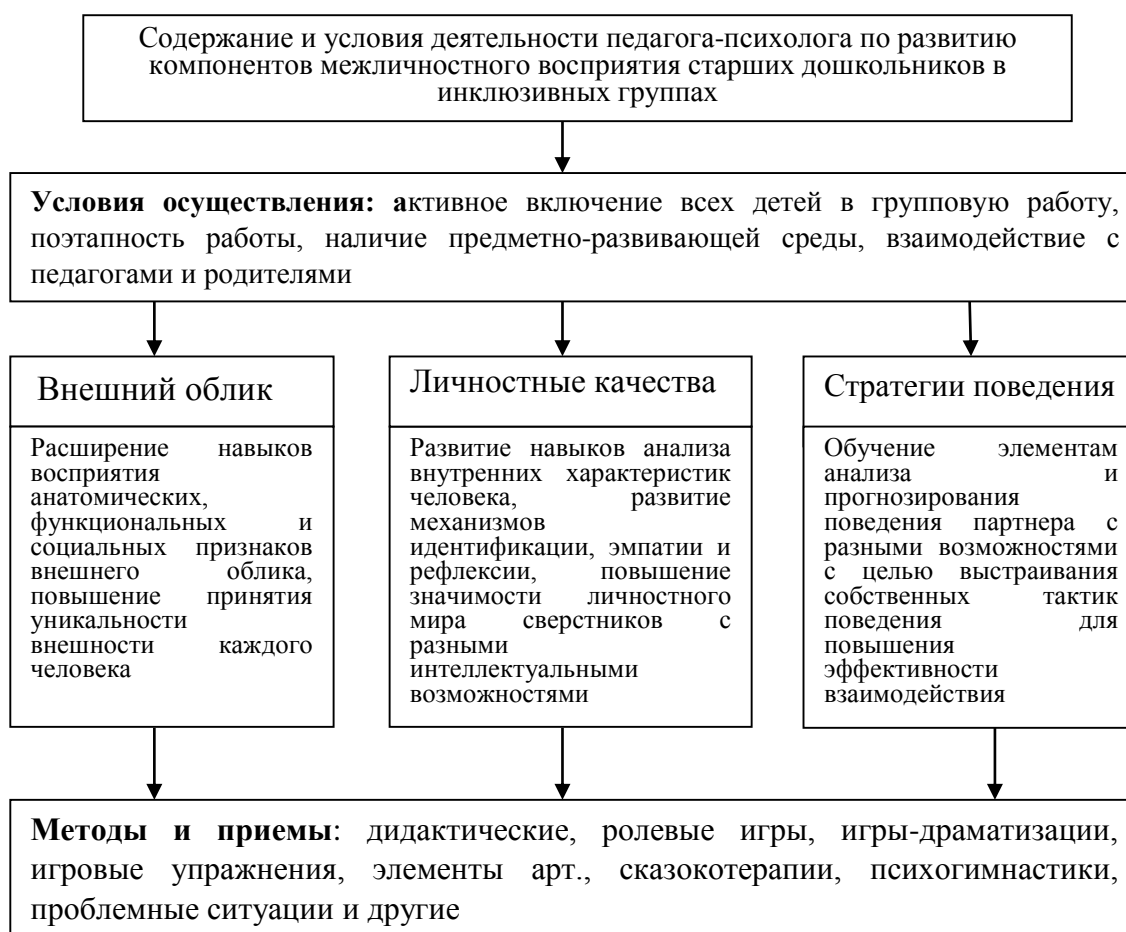 Содержание и условия деятельности педагога-психолога по развитию
компонентов межличностного восприятия старших дошкольников в
инклюзивных группах
Условия осуществления: активное включение всех детей в групповую работу,
поэтапность работы, наличие предметно-развивающей среды, взаимодействие с
педагогами и родителями
Внешний облик
Расширение навыков
восприятия
анатомических,
функциональных и
социальных признаков
внешнего облика,
повышение принятия
уникальности
внешности каждого
человека
Личностные качества
Развитие навыков анализа
внутренних характеристик
человека, развитие
механизмов
идентификации, эмпатии и
рефлексии, повышение
значимости личностного
мира сверстников с
разными
интеллектуальными
возможностями
Стратегии поведения
Обучение элементам
анализа и
прогнозирования
поведения партнера с
разными возможностями
с целью выстраивания
собственных тактик
поведения для
повышения
эффективности
взаимодействия
Методы и приемы: дидактические, ролевые игры, игры-драматизации,
игровые упражнения, элементы арт., сказокотерапии, психогимнастики,
проблемные ситуации и другие